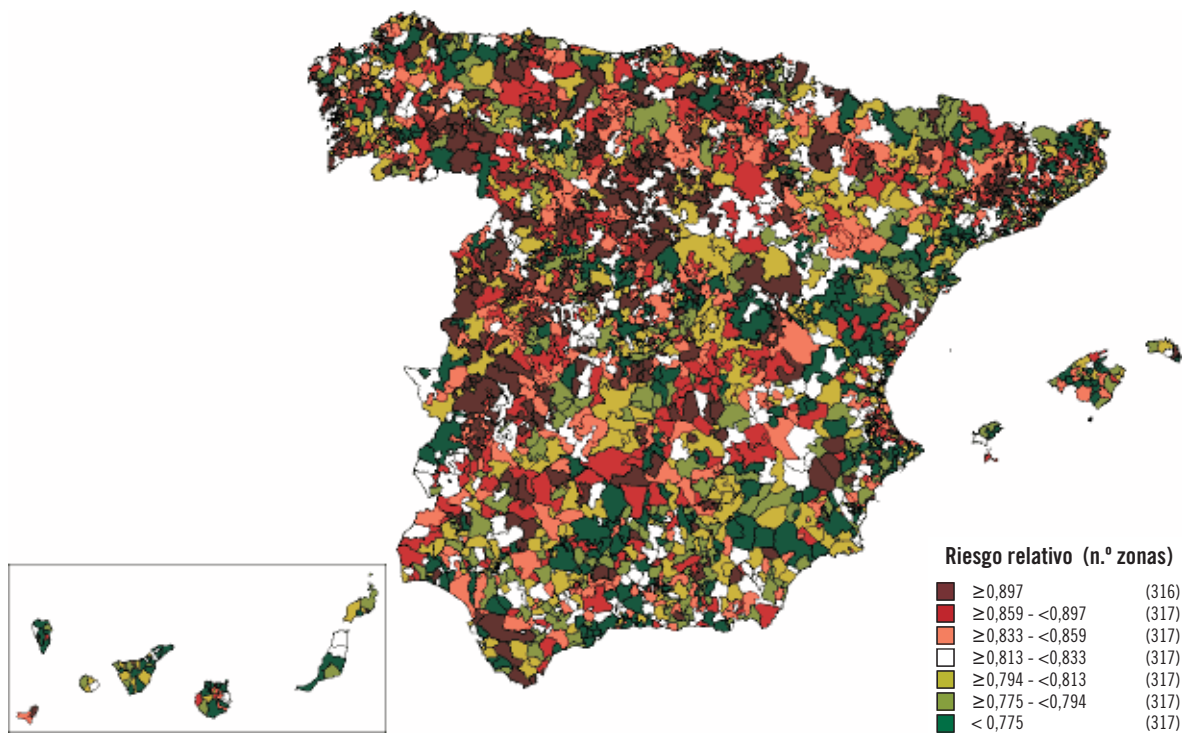 Riesgo relativo (n.º zonas)
≥0,897 (316)
≥0,859 - <0,897 (317)
≥0,833 - <0,859 (317)
≥0,813 - <0,833 (317)
≥0,794 - <0,813 (317)
≥0,775 - <0,794 (317)
< 0,775 (317)